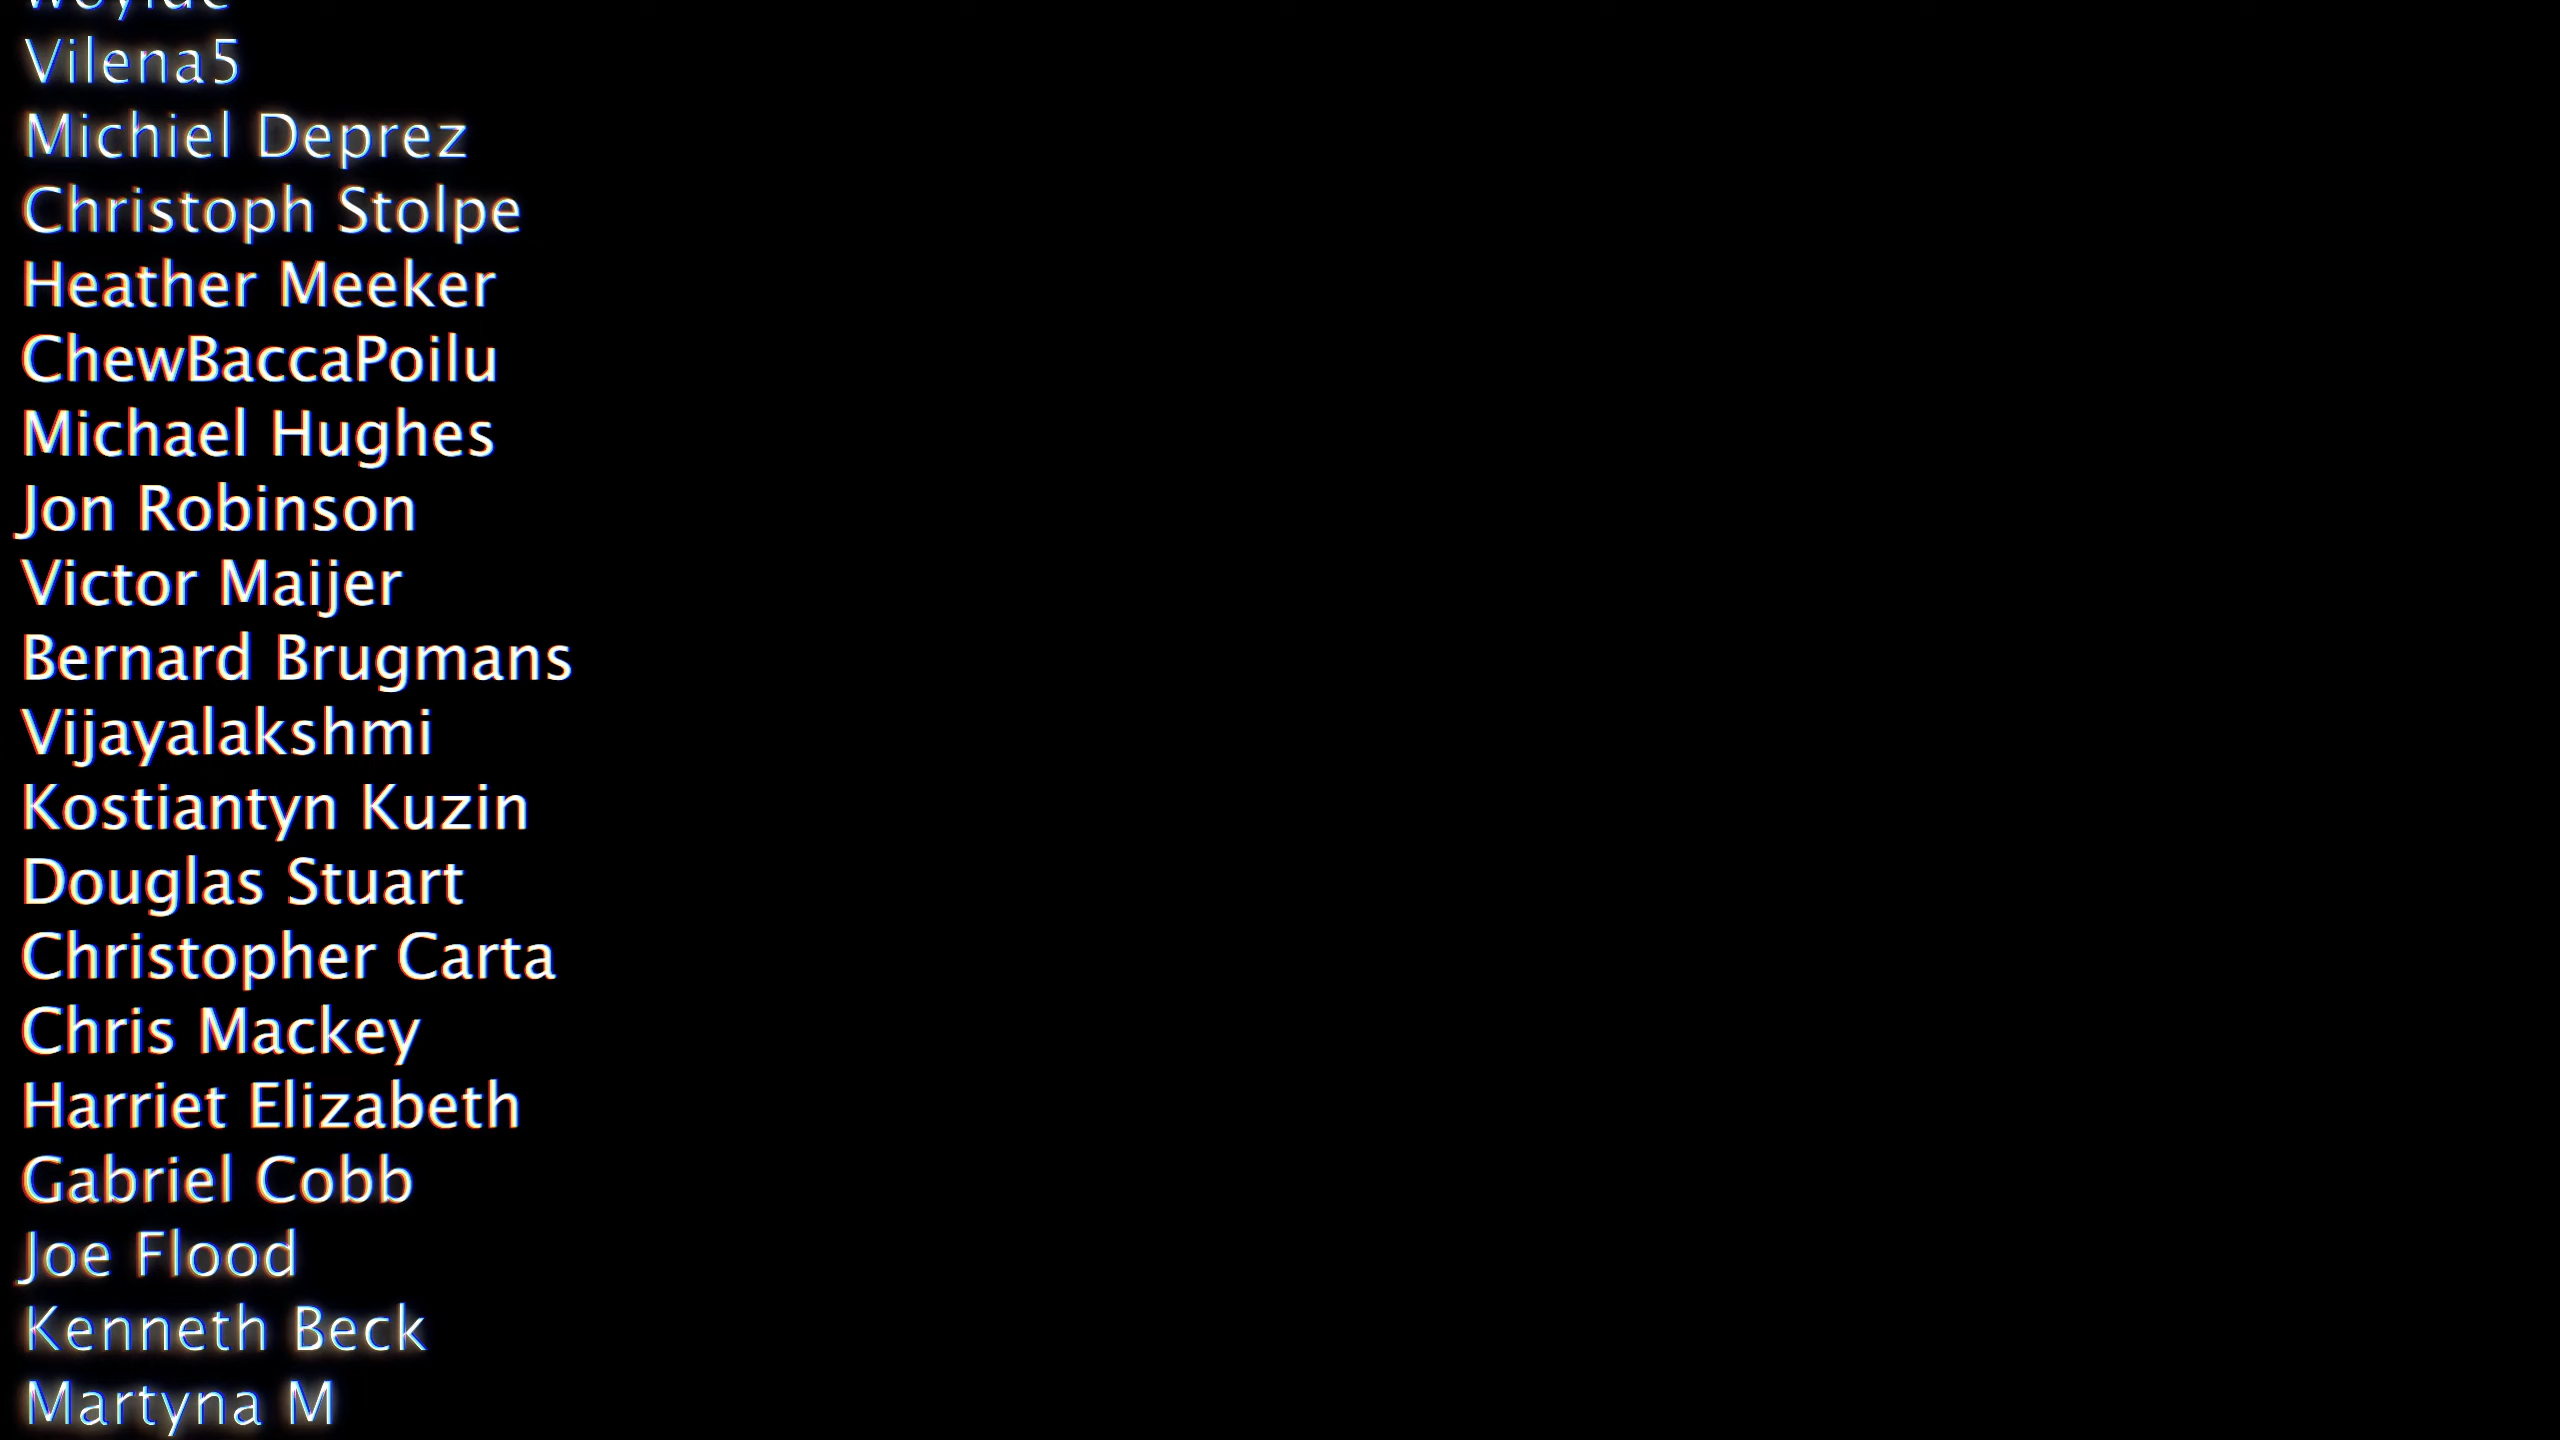 Vilena5
Michiel Deprez
Christoph Stolpe
Heather Meeker
ChewBaccaPoilu
Michael Hughes
Jon Robinson
Victor Maijer
Bernard Brugmans
Vijayalakshmi
Kostiantyn Kuzin
Douglas Stuart
Christopher Carta
Chris Mackey
Harriet Elizabeth
Gabriel Cobb
Joe Flood
Kenneth Beck
Martyna M